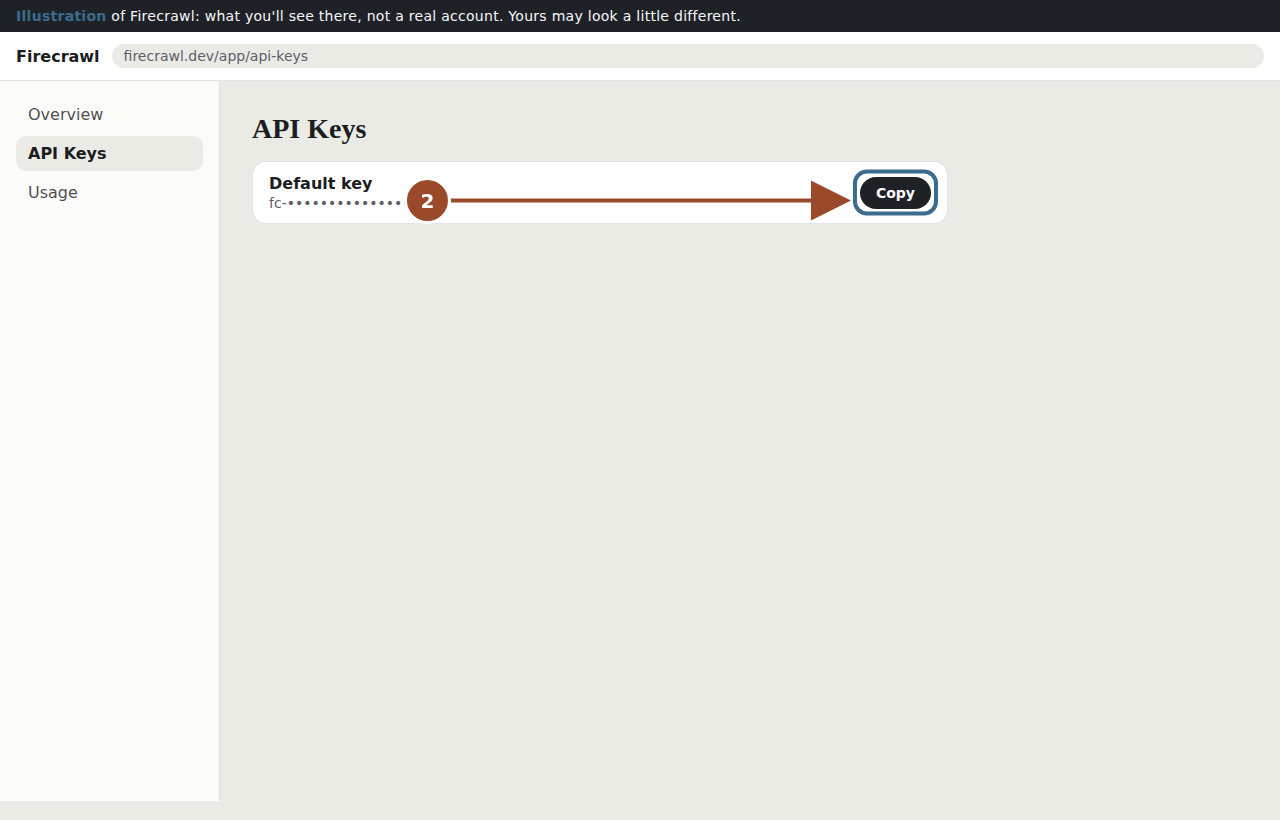 Illustration of Firecrawl: what you'll see there, not a real account. Yours may look a little different.
Firecrawl
firecrawl.dev/app/api-keys
Overview
API Keys
Usage
API Keys
Default key
fc-••••••••••••••
2
Copy